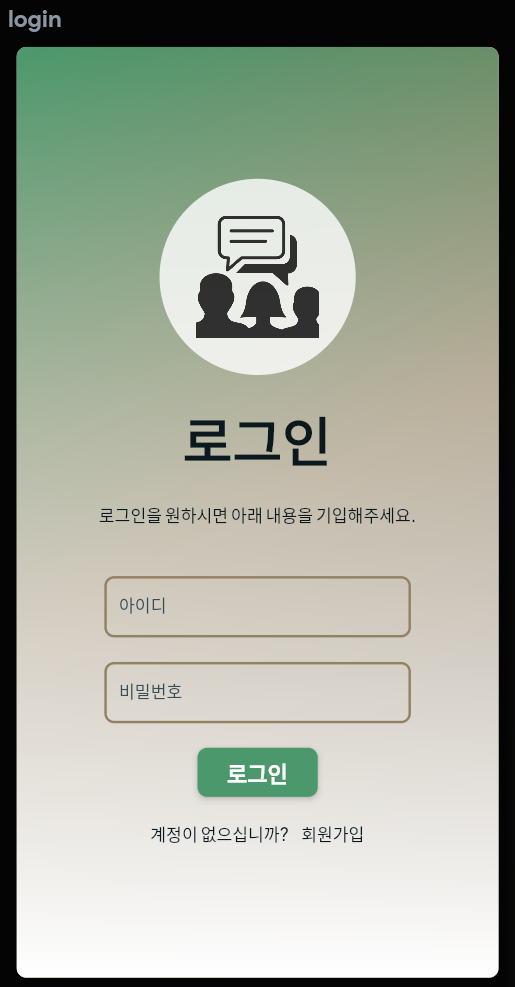 login
로그인
로그인을 원하시면 아래 내용을 기입해주세요.
아이디
비밀번호
로그인
계정이 없으십니까? 회원가입